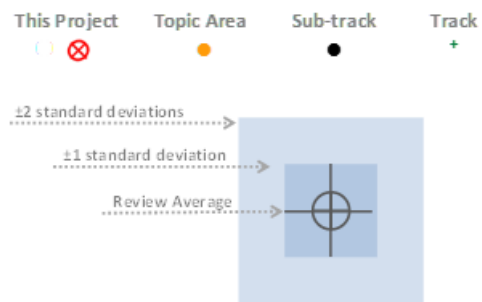 This Project Topic Area Sub-track Track
±2 standard deviations
±1 standard deviation
Review Average